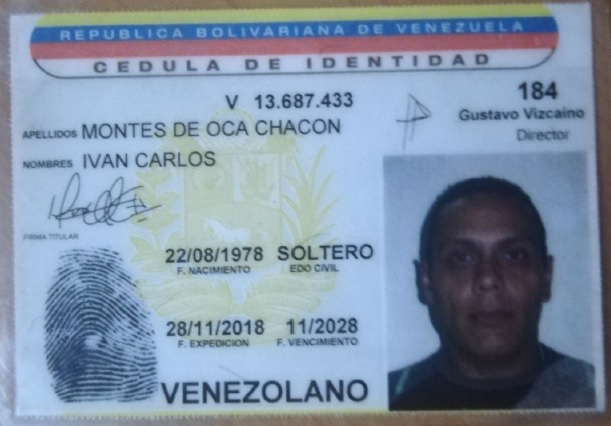 REPUBLICA BOLIVARIANA DE VENEZUELA
CEDULA DE IDENTIDAD
V 13.687.433
184
Gustavo Vizcaino
Director
APELLIDOS MONTES DE OCA CHACON
NOMBRES IVAN CARLOS
FIRMA TITULAR
22/08/1978 SOLTERO
F. NACIMIENTO EDO CIVIL
28/11/2018 11/2028
F. EXPEDICION F. VENCIMIENTO
VENEZOLANO